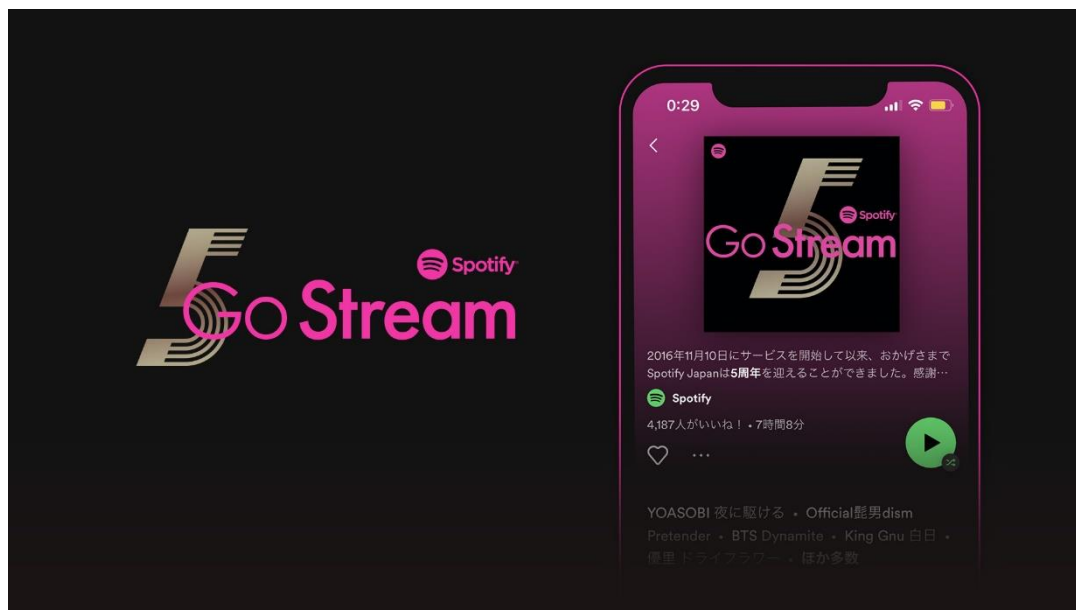 5
Spotify
Go Stream
0:29
5
Spotify
Go Stream
2016年11月10日にサービスを開始して以来、おかげさまで
Spotify Japanは5周年を迎えることができました。感謝…
Spotify
4,187人がいいね！ • 7時間8分
YOASOBI 夜に駆ける • Official髭男dism
Pretender • BTS Dynamite • King Gnu 白日 •
優里 ドライフラワー • ほか多数